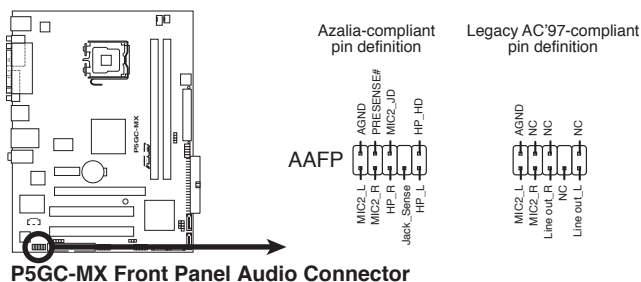 Azalia-compliant
pin definition
Legacy AC'97-compliant
pin definition
AGND
PRESENSE#
MIC2_JD
HP_HD
AGND
NC
NC
NC
P5GC-MX
AAFP
MIC2_L
MIC2_R
HP_R
Jack_Sense
HP_L
MIC2_L
MIC2_R
Line out_R
NC
Line out_L
P5GC-MX Front Panel Audio Connector